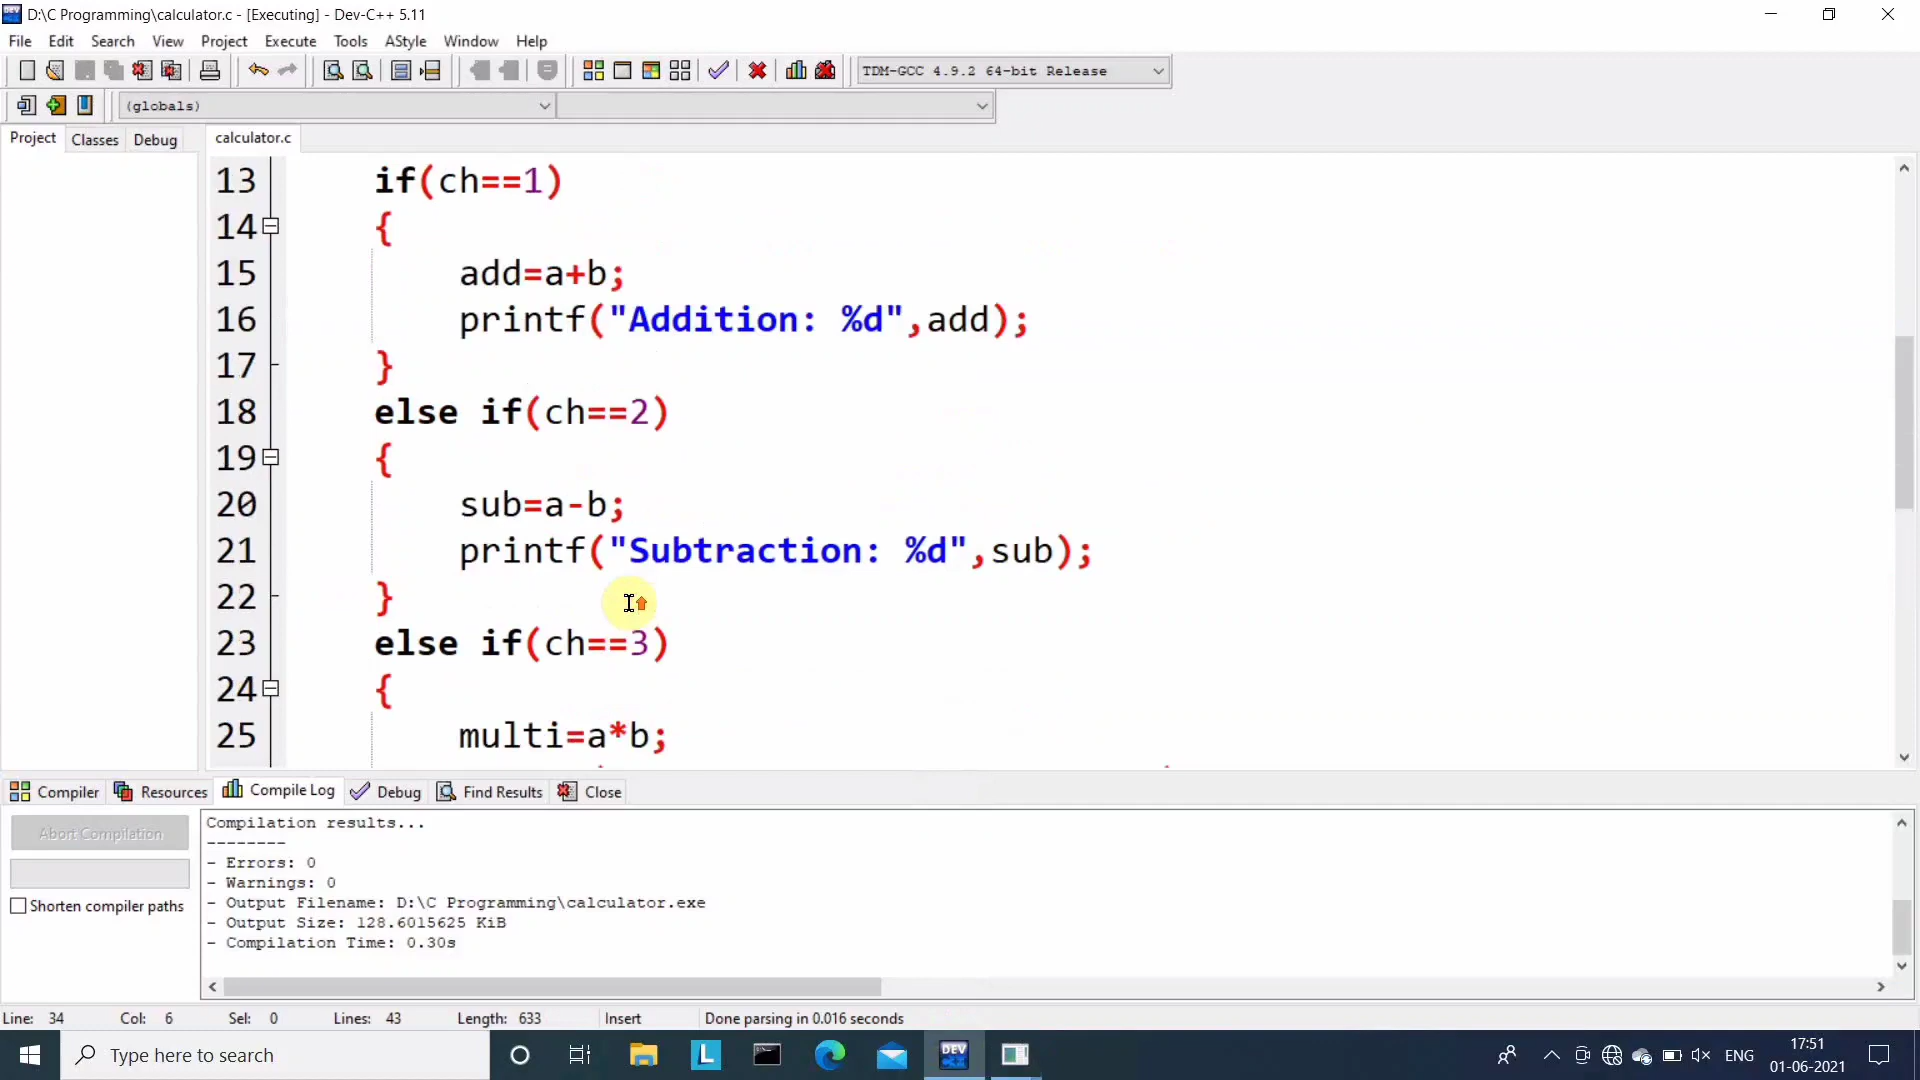 D:\C Programming\calculator.c - [Executing] - Dev-C++ 5.11
File Edit Search View Project Execute Tools AStyle Window Help
TDM-GCC 4.9.2 64-bit Release
(globals)
Project Classes Debug calculator.c
13 if(ch==1)
14 {
15 add=a+b;
16 printf("Addition: %d",add);
17 }
18 else if(ch==2)
19 {
20 sub=a-b;
21 printf("Subtraction: %d",sub);
22 }
23 else if(ch==3)
24 {
25 multi=a*b;
Compiler Resources Compile Log Debug Find Results Close
Abort Compilation
Shorten compiler paths
Compilation results...
--------
- Errors: 0
- Warnings: 0
- Output Filename: D:\C Programming\calculator.exe
- Output Size: 128.6015625 KiB
- Compilation Time: 0.30s
Line: 34 Col: 6 Sel: 0 Lines: 43 Length: 633 Insert Done parsing in 0.016 seconds
Type here to search
L
DEV
ENG
17:51
01-06-2021